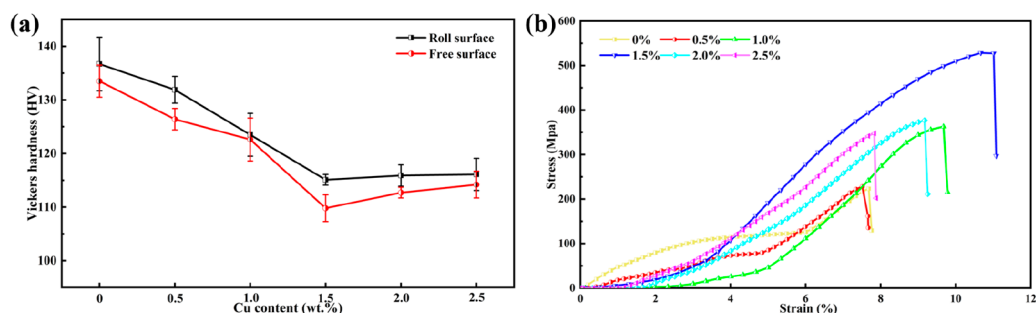 (a)
140
130
120
110
100
Vickers hardness (HV)
Roll surface
Free surface
0 0.5 1.0 1.5 2.0 2.5
Cu content (wt.%)
(b)
600
500
400
300
200
100
0
Stress (Mpa)
0% 0.5% 1.0%
1.5% 2.0% 2.5%
0 2 4 6 8 10 12
Strain (%)